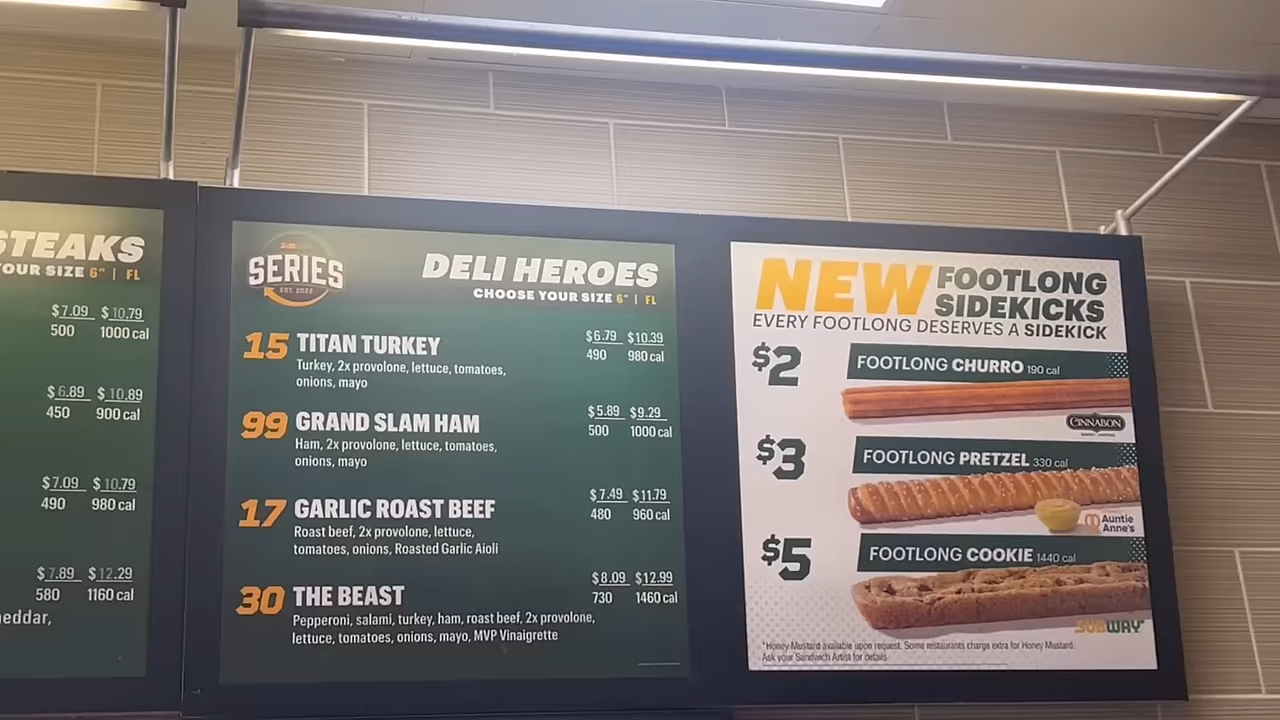 STEAKS
YOUR SIZE 6" | FL
$7.09 $10.79
500 1000 cal
$6.89 $10.89
450 900 cal
$7.09 $10.79
490 980 cal
$7.89 $12.29
580 1160 cal
eddar,
SUBWAY
SERIES
EST. 2022
DELI HEROES
CHOOSE YOUR SIZE 6" | FL
15 TITAN TURKEY $6.79 $10.39
Turkey, 2x provolone, lettuce, tomatoes, 490 980 cal
onions, mayo
99 GRAND SLAM HAM $5.89 $9.29
Ham, 2x provolone, lettuce, tomatoes, 500 1000 cal
onions, mayo
17 GARLIC ROAST BEEF $7.49 $11.79
Roast beef, 2x provolone, lettuce, 480 960 cal
tomatoes, onions, Roasted Garlic Aioli
30 THE BEAST $8.09 $12.99
730 1460 cal
Pepperoni, salami, turkey, ham, roast beef, 2x provolone,
lettuce, tomatoes, onions, mayo, MVP Vinaigrette
NEW FOOTLONG
SIDEKICKS
EVERY FOOTLONG DESERVES A SIDEKICK
$2 FOOTLONG CHURRO 190 cal
CINNABON
$3 FOOTLONG PRETZEL 330 cal
Auntie
Anne's
$5 FOOTLONG COOKIE 1440 cal
SUBWAY
*Honey Mustard available upon request. Some restaurants charge extra for Honey Mustard.
Ask your Sandwich Artist for details.